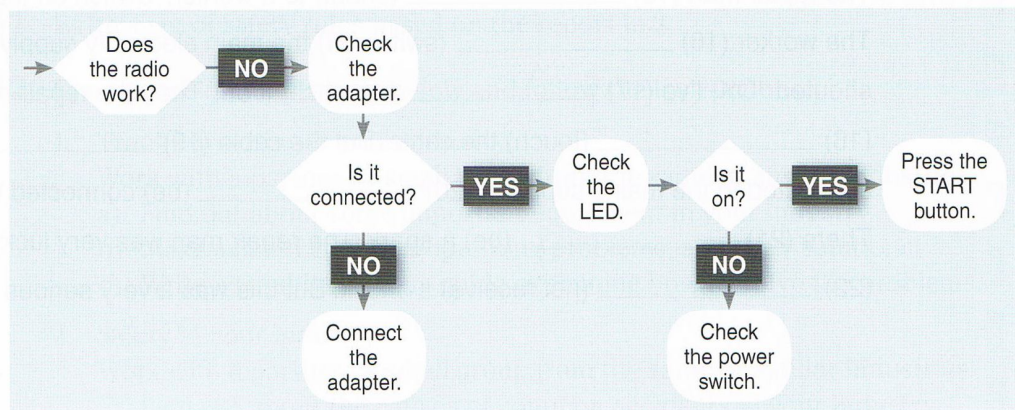 Does
the radio
work?
NO
Check
the
adapter.
Is it
connected?
YES
Check
the
LED.
Is it
on?
YES
Press the
START
button.
NO
Connect
the
adapter.
NO
Check
the power
switch.